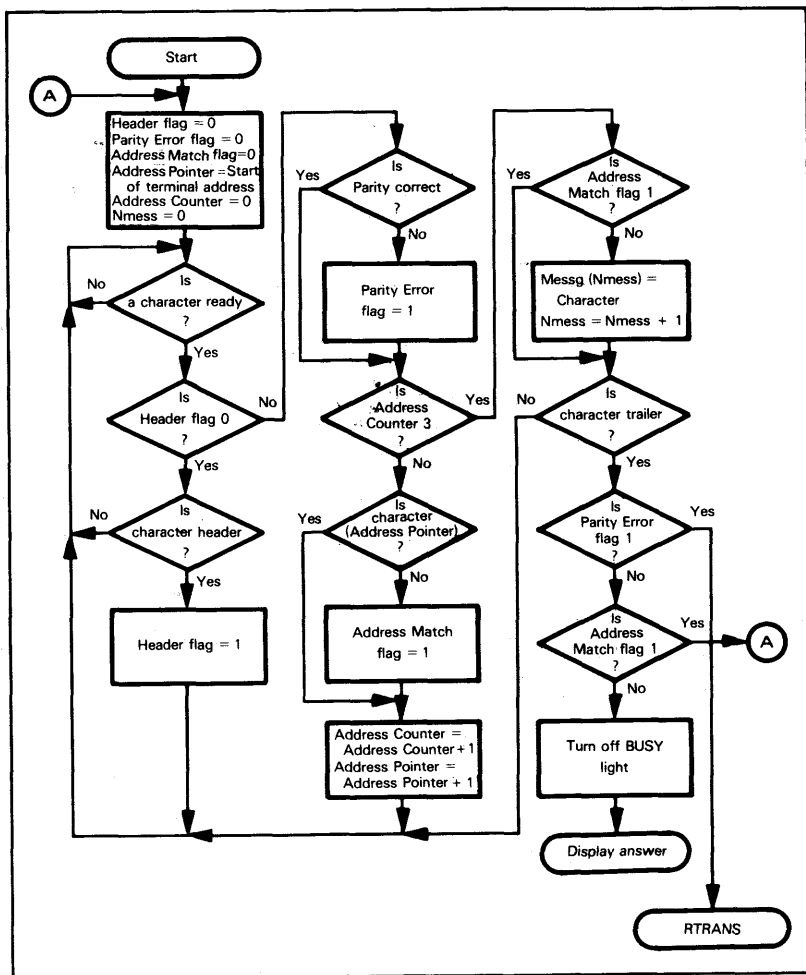 Start
A
Header flag = 0
Parity Error flag = 0
Address Match flag=0
Address Pointer = Start
of terminal address
Address Counter = 0
Nmess = 0
Is
a character ready
?
No
Yes
Is
Header flag 0
?
No
Yes
Is
character header
?
No
Yes
Header flag = 1
Is
Parity correct
?
Yes
No
Parity Error
flag = 1
Is
Address
Counter 3
?
Yes
No
Is
character
(Address Pointer)
?
Yes
No
Address Match
flag = 1
Address Counter =
Address Counter+1
Address Pointer =
Address Pointer + 1
Is
Address
Match flag 1
?
Yes
No
Messg (Nmess) =
Character
Nmess = Nmess + 1
Is
character trailer
?
No
Yes
Is
Parity Error
flag 1
?
Yes
No
Is
Address
Match flag 1
?
Yes
A
No
Turn off BUSY
light
Display answer
RTRANS